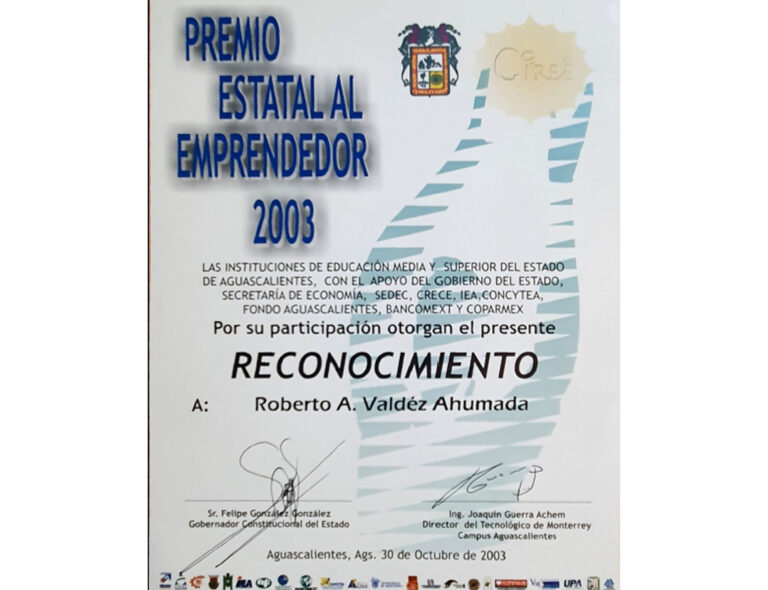 PREMIO
ESTATAL AL
EMPRENDEDOR
2003
LAS INSTITUCIONES DE EDUCACIÓN MEDIA Y SUPERIOR DEL ESTADO
DE AGUASCALIENTES, CON EL APOYO DEL GOBIERNO DEL ESTADO,
SECRETARÍA DE ECONOMÍA, SEDEC, CRECE, IEA,CONCYTEA,
FONDO AGUASCALIENTES, BANCOMEXT Y COPARMEX
Por su participación otorgan el presente
RECONOCIMIENTO
A: Roberto A. Valdéz Ahumada
Sr. Felipe González González
Gobernador Constitucional del Estado
Ing. Joaquin Guerra Achem
Director del Tecnológico de Monterrey
Campus Aguascalientes
Aguascalientes, Ags. 30 de Octubre de 2003
UPA